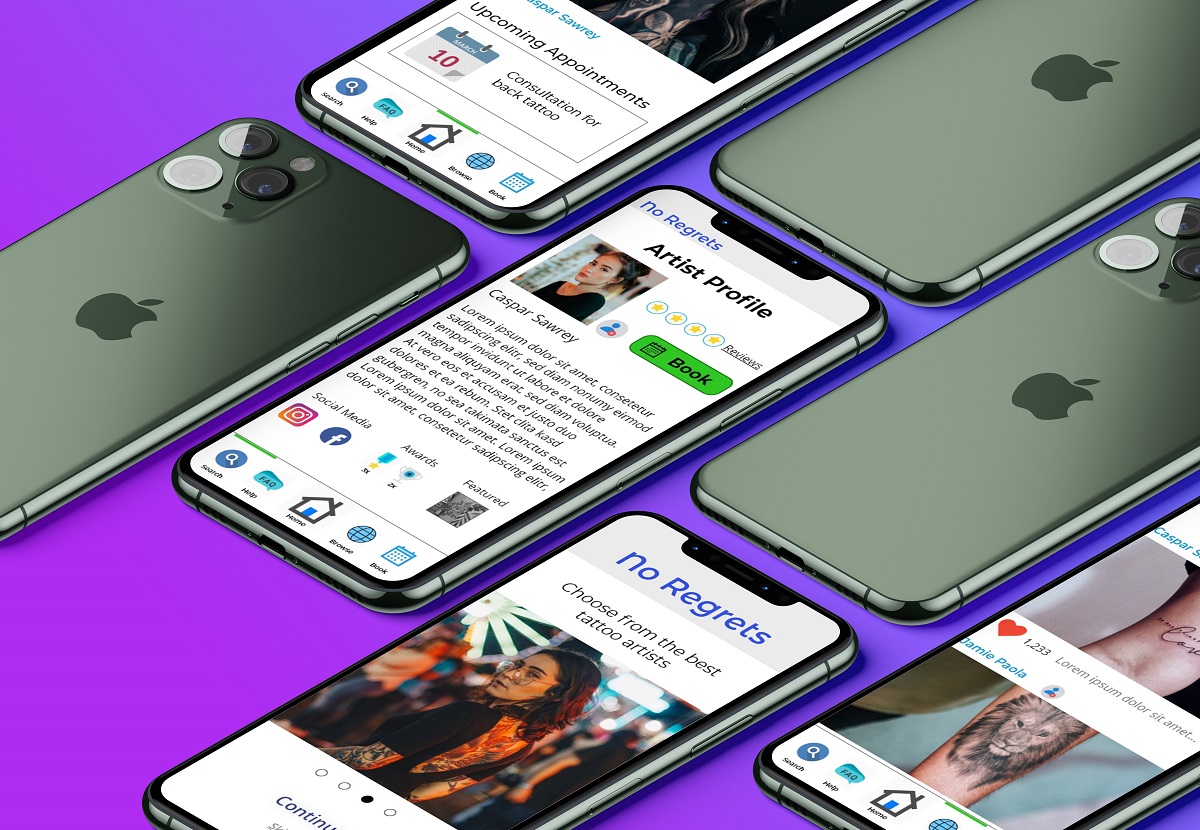 Caspar Sawrey
Upcoming Appointments
MARCH
10
Consultation for
back tattoo
Search
FAQ
Help
Home
Browse
Book
no Regrets
Artist Profile
Caspar Sawrey
Reviews
Book
Lorem ipsum dolor sit amet, consetetur
sadipscing elitr, sed diam nonumy eirmod
tempor invidunt ut labore et dolore
magna aliquyam erat, sed diam voluptua.
At vero eos et accusam et justo duo
dolores et ea rebum. Stet clita kasd
gubergren, no sea takimata sanctus est
Lorem ipsum dolor sit amet. Lorem ipsum
dolor sit amet, consetetur sadipscing elitr,
Social Media
Awards
3x
2x
Featured
Search
FAQ
Help
Home
Browse
Book
no Regrets
Choose from the best
tattoo artists
1,233 Lorem ipsum dolor sit amet...
Jamie Paola
Search
FAQ
Help
Home